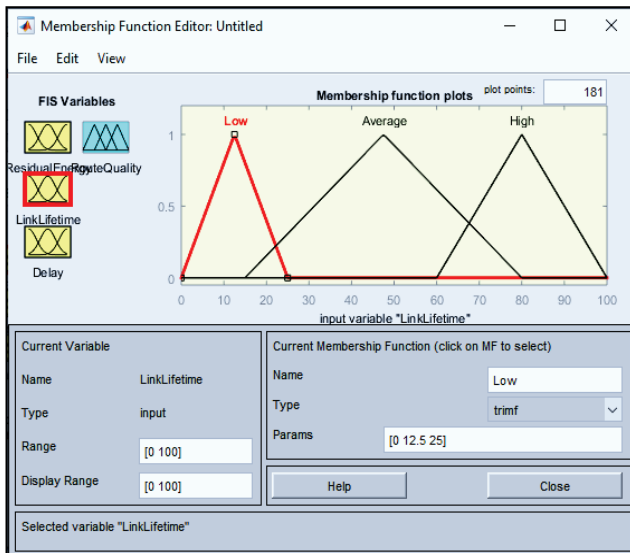 Membership Function Editor: Untitled
File Edit View
FIS Variables
ResidualEnergy RouteQuality
LinkLifetime
Delay
Membership function plots
plot points: 181
Low Average High
1
0.5
0
0 10 20 30 40 50 60 70 80 90 100
input variable "LinkLifetime"
Current Variable
Name LinkLifetime
Type input
Range [0 100]
Display Range [0 100]
Current Membership Function (click on MF to select)
Name Low
Type trimf
Params [0 12.5 25]
Help Close
Selected variable "LinkLifetime"